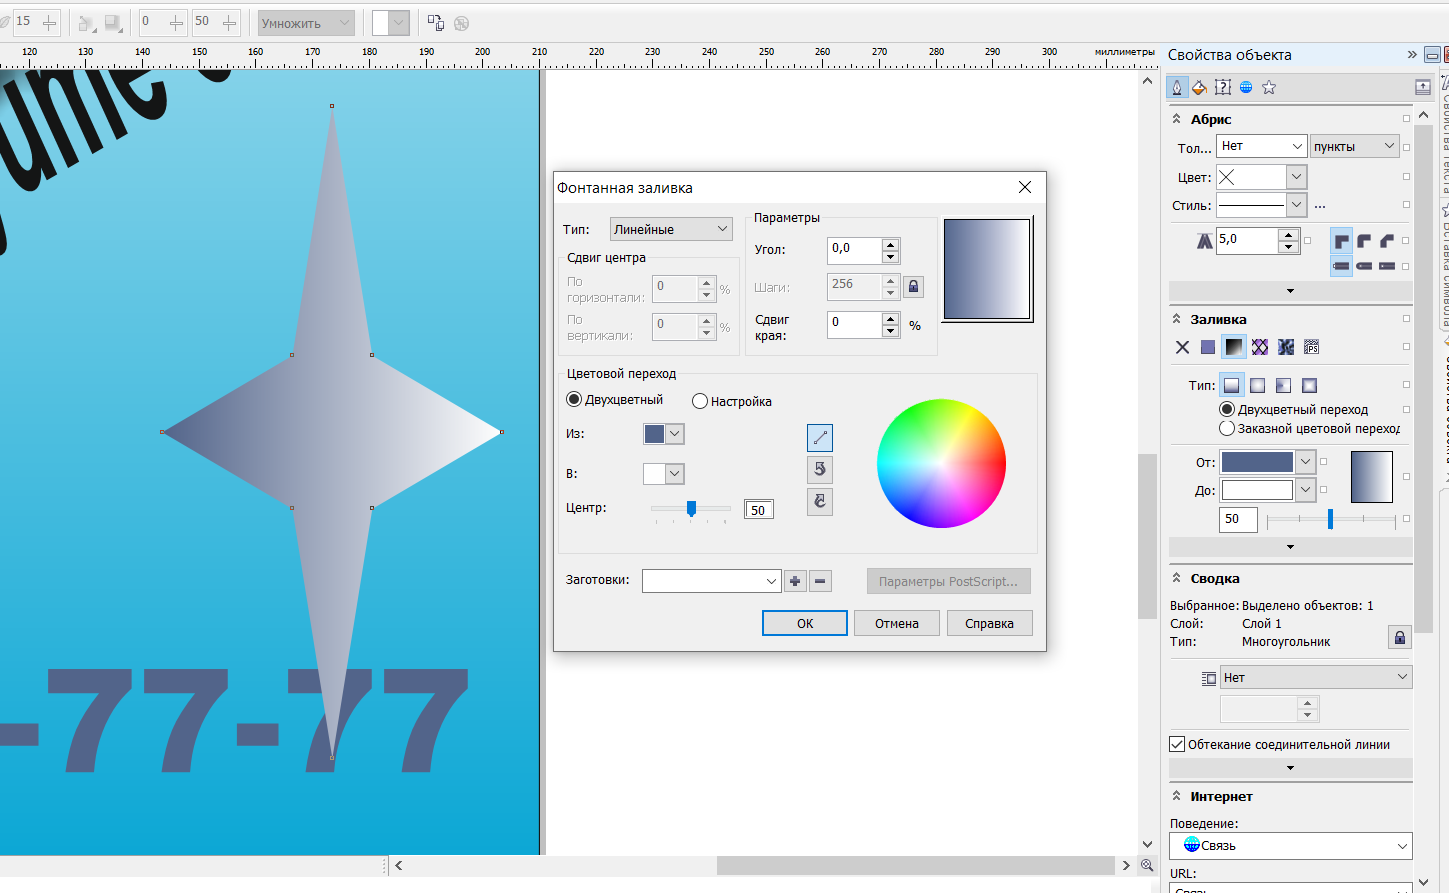 15 0 50 Умножить
120 130 140 150 160 170 180 190 200 210 220 230 240 250 260 270 280 290 300 миллиметры
-77-77
Фонтанная заливка
Тип: Линейные
Сдвиг центра
По горизонтали: 0 %
По вертикали: 0 %
Параметры
Угол: 0,0
Шаги: 256
Сдвиг края: 0 %
Цветовой переход
Двухцветный Настройка
Из:
В:
Центр: 50
Заготовки:
Параметры PostScript...
ОК Отмена Справка
Свойства объекта
Абрис
Тол... Нет пункты
Цвет:
Стиль: ...
5,0
Заливка
PS
Тип:
Двухцветный переход
Заказной цветовой перехо
От:
До:
50
Сводка
Выбранное: Выделено объектов: 1
Слой: Слой 1
Тип: Многоугольник
Нет
Обтекание соединительной линии
Интернет
Поведение:
Связь
URL: